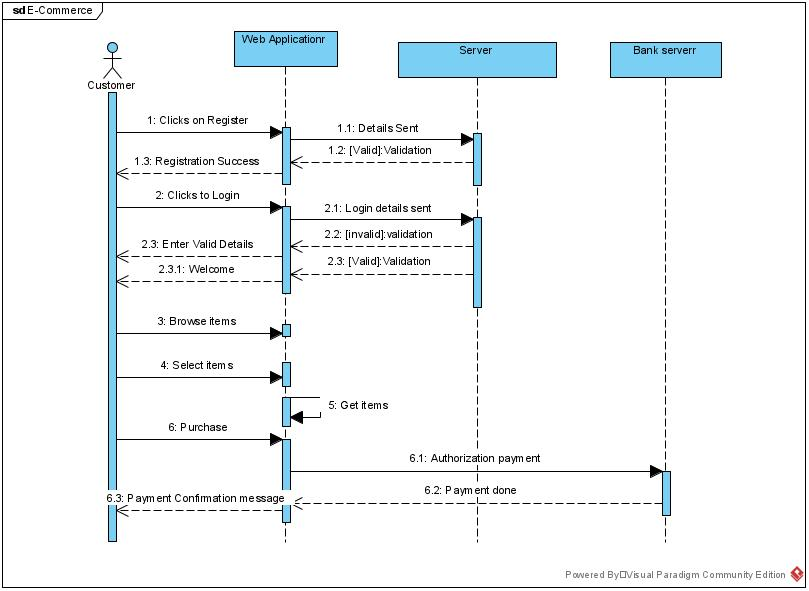 sd E-Commerce
Web Applicationr
Server
Bank serverr
Customer
1: Clicks on Register
1.1: Details Sent
1.2: [Valid]:Validation
1.3: Registration Success
2: Clicks to Login
2.1: Login details sent
2.2: [invalid]:validation
2.3: Enter Valid Details
2.3: [Valid]:Validation
2.3.1: Welcome
3: Browse items
4: Select items
5: Get items
6: Purchase
6.1: Authorization payment
6.2: Payment done
6.3: Payment Confirmation message
Powered By□Visual Paradigm Community Edition